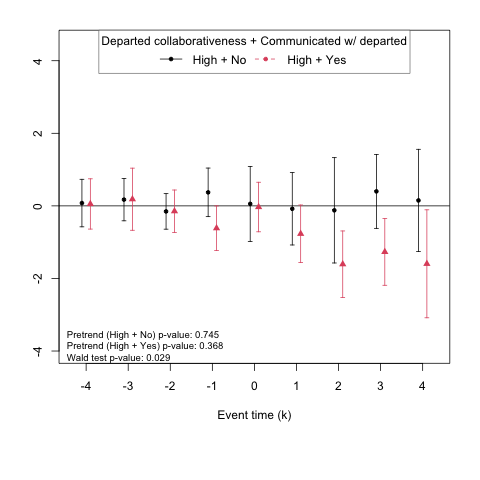 Departed collaborativeness + Communicated w/ departed
High + No High + Yes
4
2
0
-2
-4
Pretrend (High + No) p-value: 0.745
Pretrend (High + Yes) p-value: 0.368
Wald test p-value: 0.029
-4 -3 -2 -1 0 1 2 3 4
Event time (k)